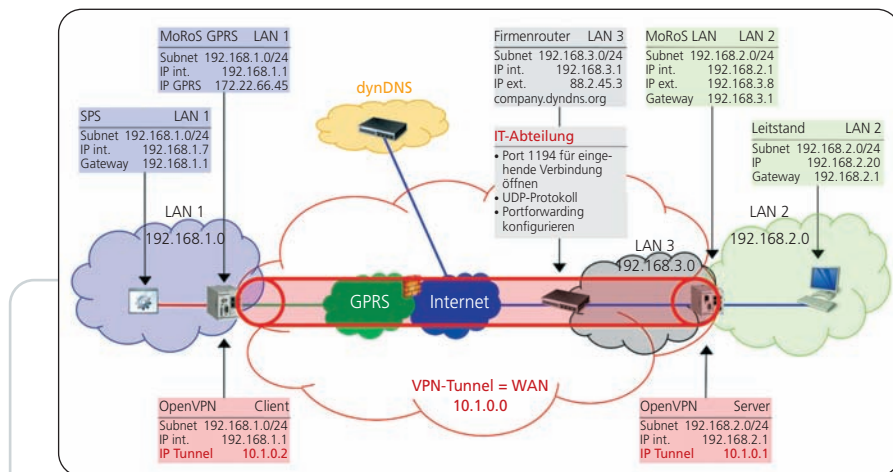 MoRoS GPRS LAN 1
Subnet 192.168.1.0/24
IP int. 192.168.1.1
IP GPRS 172.22.66.45
Firmenrouter LAN 3
Subnet 192.168.3.0/24
IP int. 192.168.3.1
IP ext. 88.2.45.3
company.dyndns.org
MoRoS LAN LAN 2
Subnet 192.168.2.0/24
IP int. 192.168.2.1
IP ext. 192.168.3.8
Gateway 192.168.3.1
dynDNS
SPS LAN 1
Subnet 192.168.1.0/24
IP int. 192.168.1.7
Gateway 192.168.1.1
IT-Abteilung
• Port 1194 für einge-
hende Verbindung
öffnen
• UDP-Protokoll
• Portforwarding
konfigurieren
Leitstand LAN 2
Subnet 192.168.2.0/24
IP 192.168.2.20
Gateway 192.168.2.1
LAN 1
192.168.1.0
LAN 2
192.168.2.0
LAN 3
192.168.3.0
GPRS
Internet
VPN-Tunnel = WAN
10.1.0.0
OpenVPN Client
Subnet 192.168.1.0/24
IP int. 192.168.1.1
IP Tunnel 10.1.0.2
OpenVPN Server
Subnet 192.168.2.0/24
IP int. 192.168.2.1
IP Tunnel 10.1.0.1